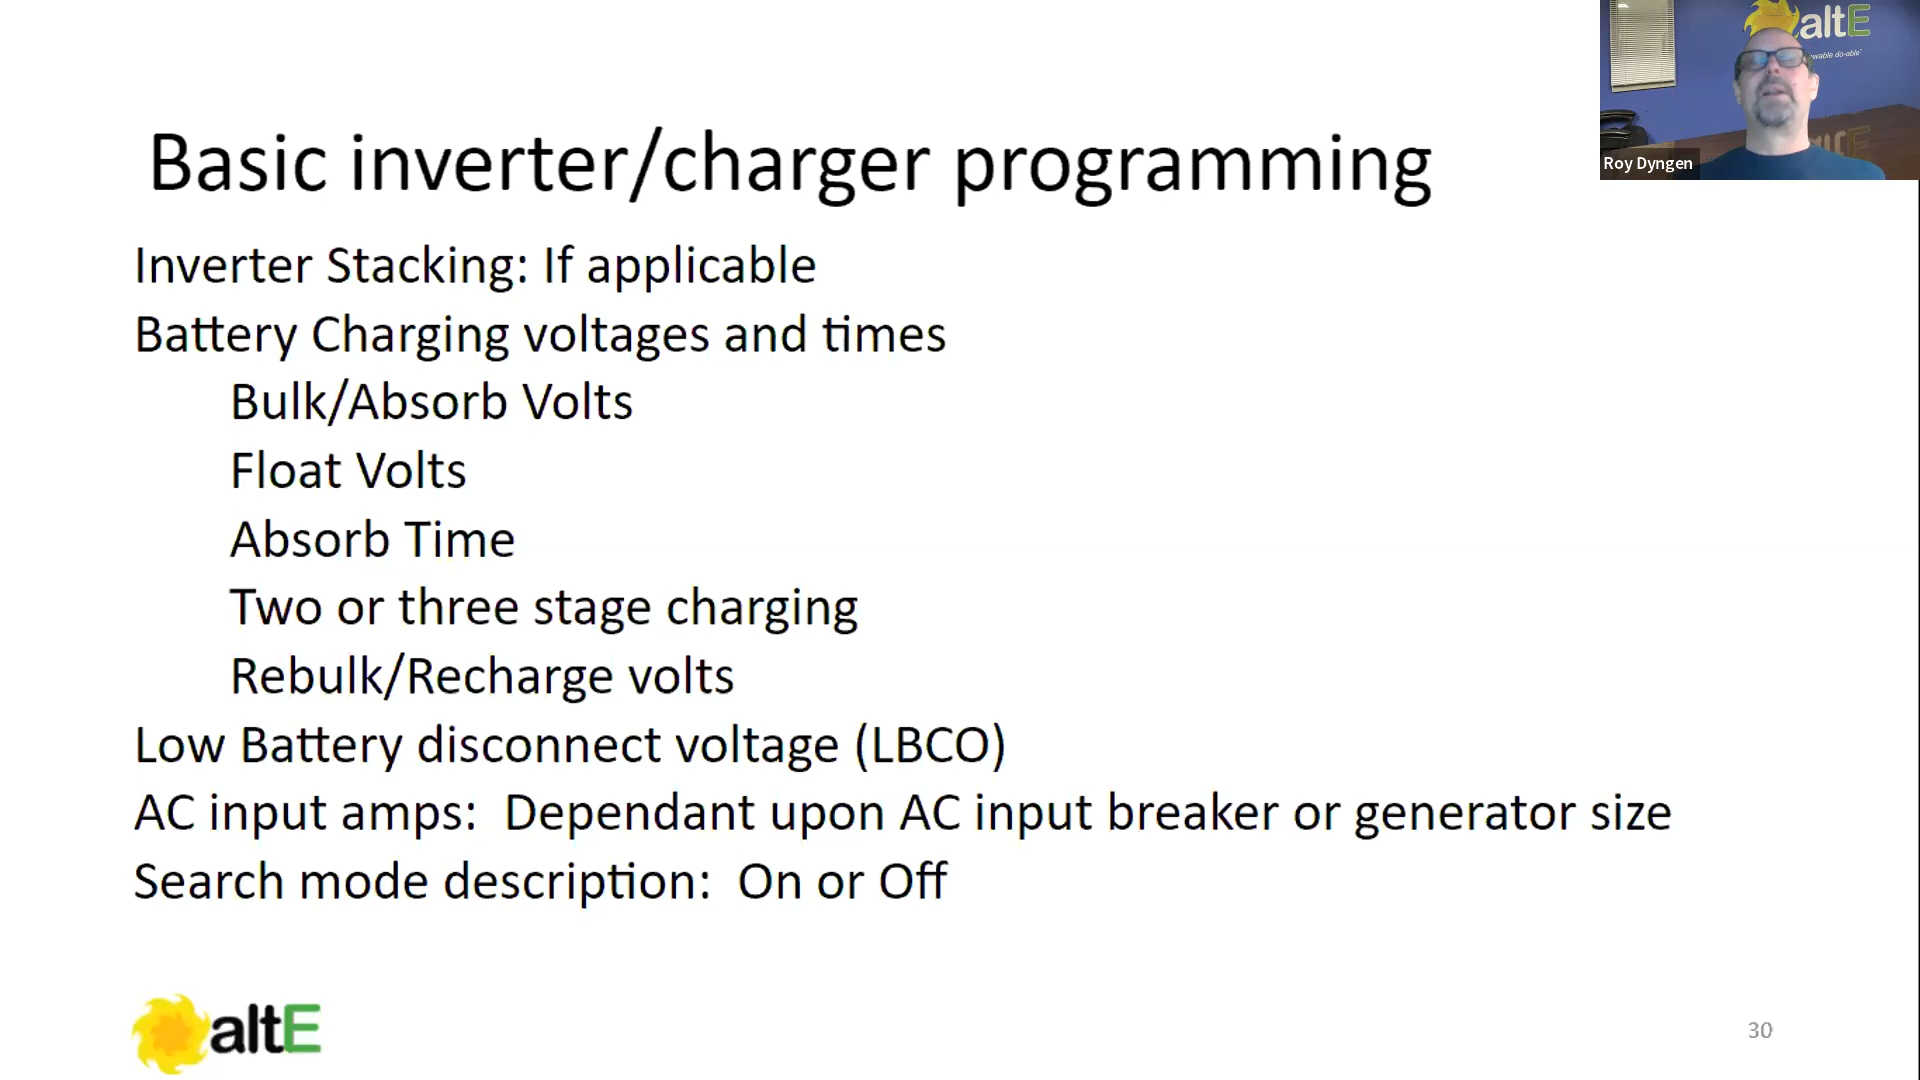 altE
Roy Dyngen
Basic inverter/charger programming
Inverter Stacking: If applicable
Battery Charging voltages and times
Bulk/Absorb Volts
Float Volts
Absorb Time
Two or three stage charging
Rebulk/Recharge volts
Low Battery disconnect voltage (LBCO)
AC input amps:  Dependant upon AC input breaker or generator size
Search mode description:  On or Off
altE
30